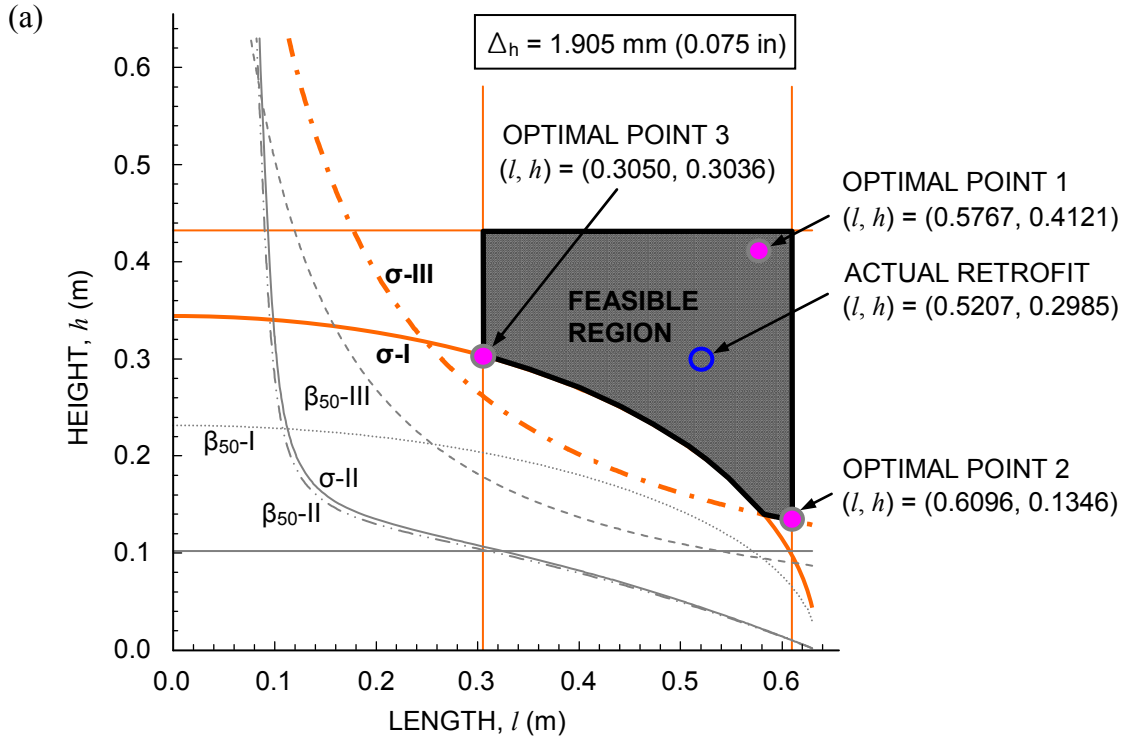 (a)
Δh = 1.905 mm (0.075 in)
OPTIMAL POINT 3
(l, h) = (0.3050, 0.3036)
OPTIMAL POINT 1
(l, h) = (0.5767, 0.4121)
ACTUAL RETROFIT
(l, h) = (0.5207, 0.2985)
OPTIMAL POINT 2
(l, h) = (0.6096, 0.1346)
FEASIBLE
REGION
σ-III
σ-I
β50-III
β50-I
σ-II
β50-II
HEIGHT, h (m)
0.6
0.5
0.4
0.3
0.2
0.1
0.0
0.0 0.1 0.2 0.3 0.4 0.5 0.6
LENGTH, l (m)